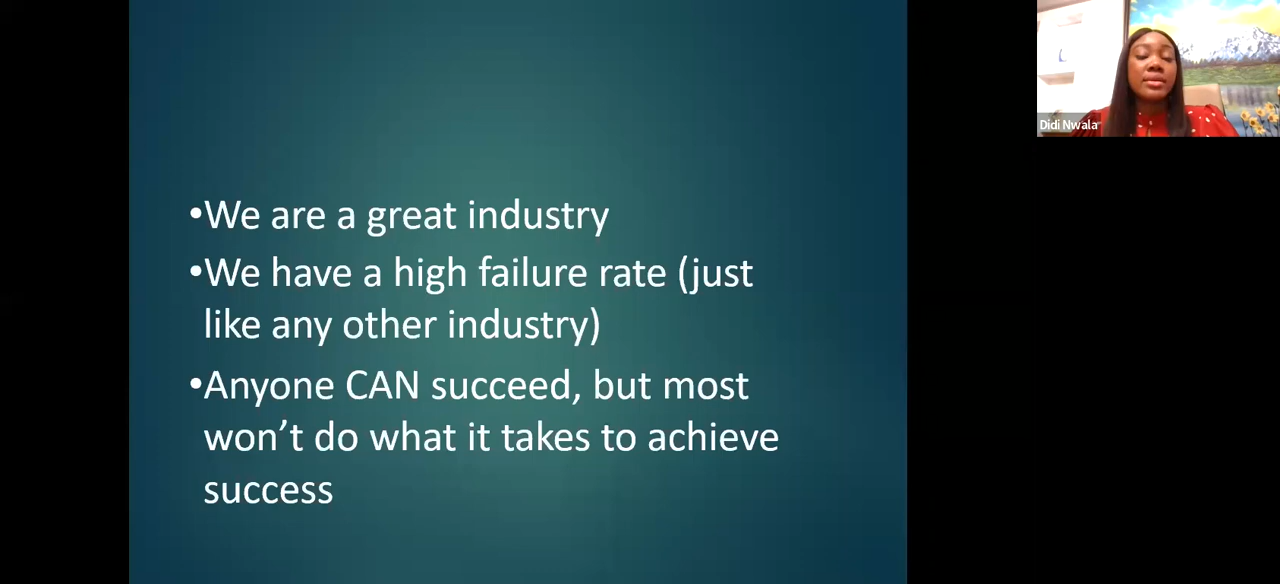 •We are a great industry
•We have a high failure rate (just
like any other industry)
•Anyone CAN succeed, but most
won’t do what it takes to achieve
success
Didi Nwala